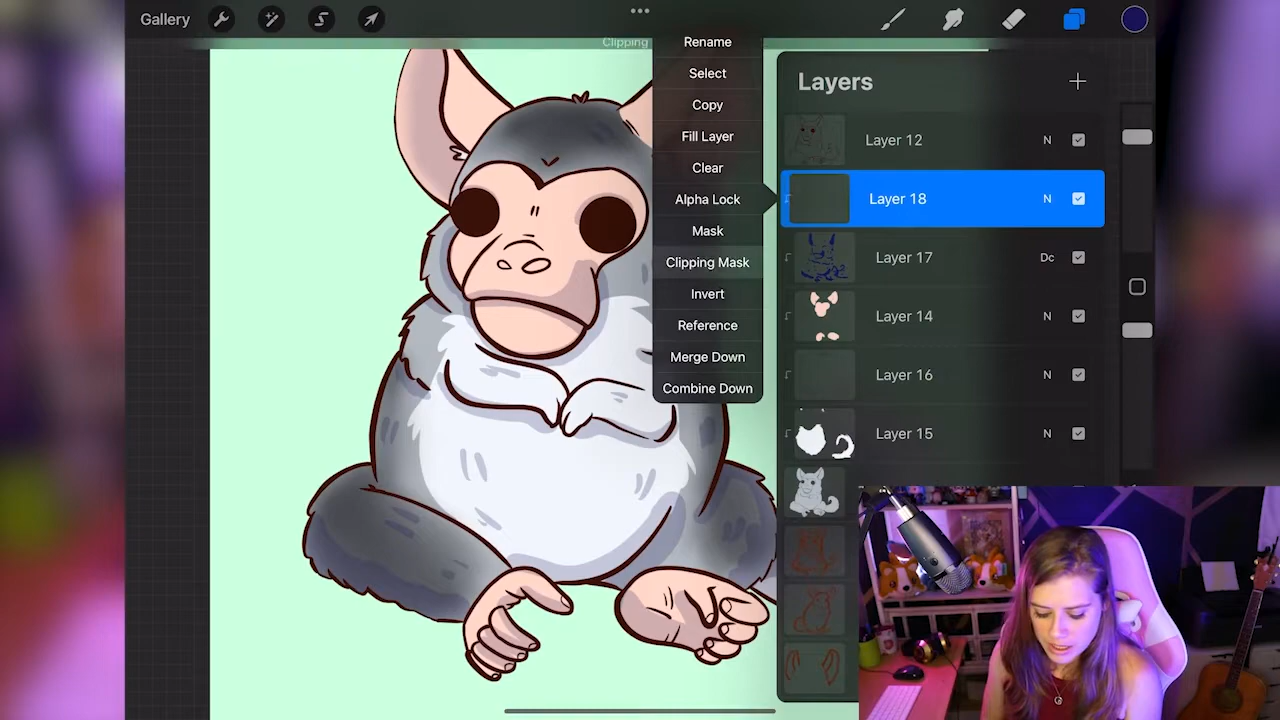 Gallery
Clipping
Rename
Select
Copy
Fill Layer
Clear
Alpha Lock
Mask
Clipping Mask
Invert
Reference
Merge Down
Combine Down
Layers
Layer 12 N
Layer 18 N
Layer 17 Dc
Layer 14 N
Layer 16 N
Layer 15 N